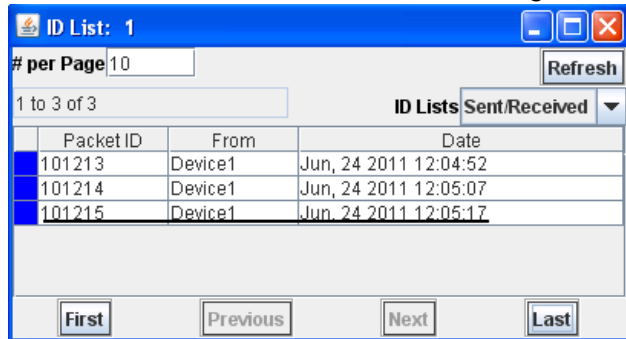 ID List: 1
# per Page 10 Refresh
1 to 3 of 3 ID Lists Sent/Received
Packet ID From Date
101213 Device1 Jun, 24 2011 12:04:52
101214 Device1 Jun, 24 2011 12:05:07
101215 Device1 Jun, 24 2011 12:05:17
First Previous Next Last